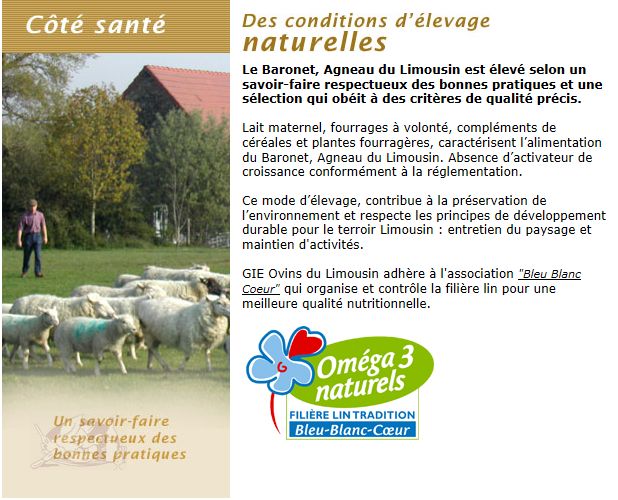 Côté santé
Des conditions d'élevage
naturelles
Le Baronet, Agneau du Limousin est élevé selon un
savoir-faire respectueux des bonnes pratiques et une
sélection qui obéit à des critères de qualité précis.
Lait maternel, fourrages à volonté, compléments de
céréales et plantes fourragères, caractérisent l'alimentation
du Baronet, Agneau du Limousin. Absence d'activateur de
croissance conformément à la réglementation.
Ce mode d'élevage, contribue à la préservation de
l'environnement et respecte les principes de développement
durable pour le terroir Limousin : entretien du paysage et
maintien d'activités.
GIE Ovins du Limousin adhère à l'association "Bleu Blanc
Coeur" qui organise et contrôle la filière lin pour une
meilleure qualité nutritionnelle.
G
Oméga 3
naturels
FILIÈRE LIN TRADITION
Bleu-Blanc-Cœur
Un savoir-faire
respectueux des
bonnes pratiques